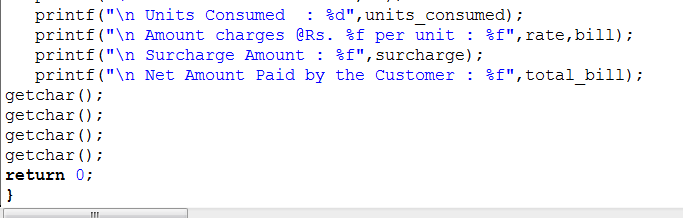 printf("\n Units Consumed  : %d",units_consumed);
printf("\n Amount charges @Rs. %f per unit : %f",rate,bill);
printf("\n Surcharge Amount : %f",surcharge);
printf("\n Net Amount Paid by the Customer : %f",total_bill);
getchar();
getchar();
getchar();
getchar();
return 0;
}